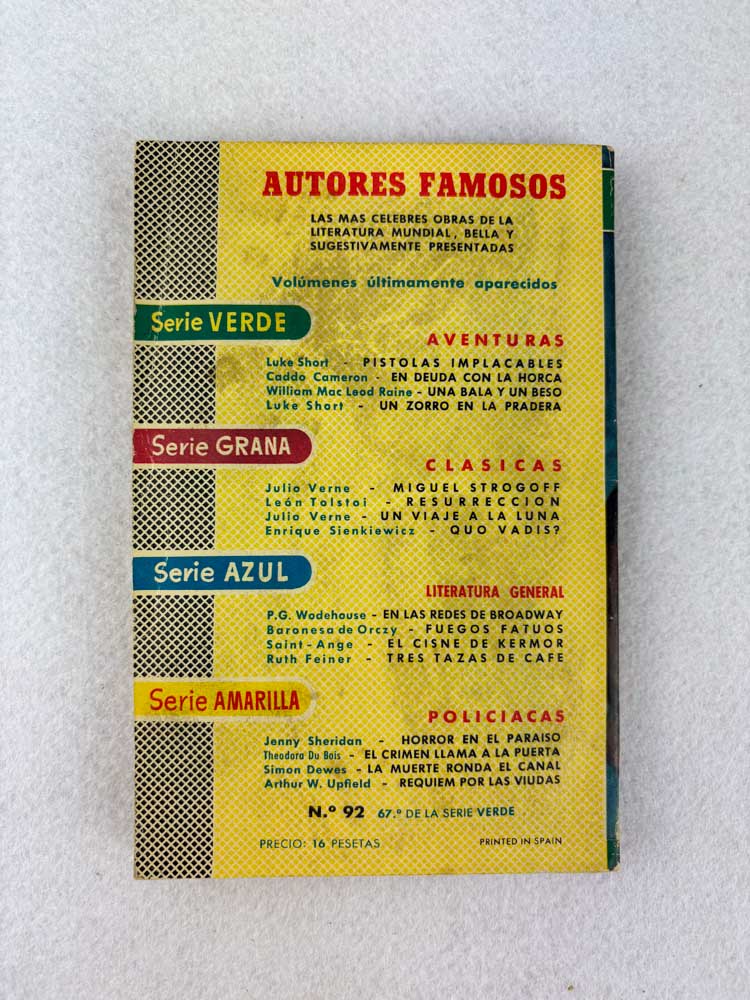 AUTORES FAMOSOS
LAS MAS CELEBRES OBRAS DE LA
LITERATURA MUNDIAL, BELLA Y
SUGESTIVAMENTE PRESENTADAS
Volúmenes últimamente aparecidos
Serie VERDE
AVENTURAS
Luke Short - PISTOLAS IMPLACABLES
Caddo Cameron - EN DEUDA CON LA HORCA
William Mac Leod Raine - UNA BALA Y UN BESO
Luke Short - UN ZORRO EN LA PRADERA
Serie GRANA
CLASICAS
Julio Verne - MIGUEL STROGOFF
León Tolstoi - RESURRECCION
Julio Verne - UN VIAJE A LA LUNA
Enrique Sienkiewicz - QUO VADIS?
Serie AZUL
LITERATURA GENERAL
P.G. Wodehouse - EN LAS REDES DE BROADWAY
Baronesa de Orczy - FUEGOS FATUOS
Saint-Ange - EL CISNE DE KERMOR
Ruth Feiner - TRES TAZAS DE CAFE
Serie AMARILLA
POLICIACAS
Jenny Sheridan - HORROR EN EL PARAISO
Theodora Du Bois - EL CRIMEN LLAMA A LA PUERTA
Simon Dewes - LA MUERTE RONDA EL CANAL
Arthur W. Upfield - REQUIEM POR LAS VIUDAS
N.º 92 67.º DE LA SERIE VERDE
PRECIO: 16 PESETAS PRINTED IN SPAIN